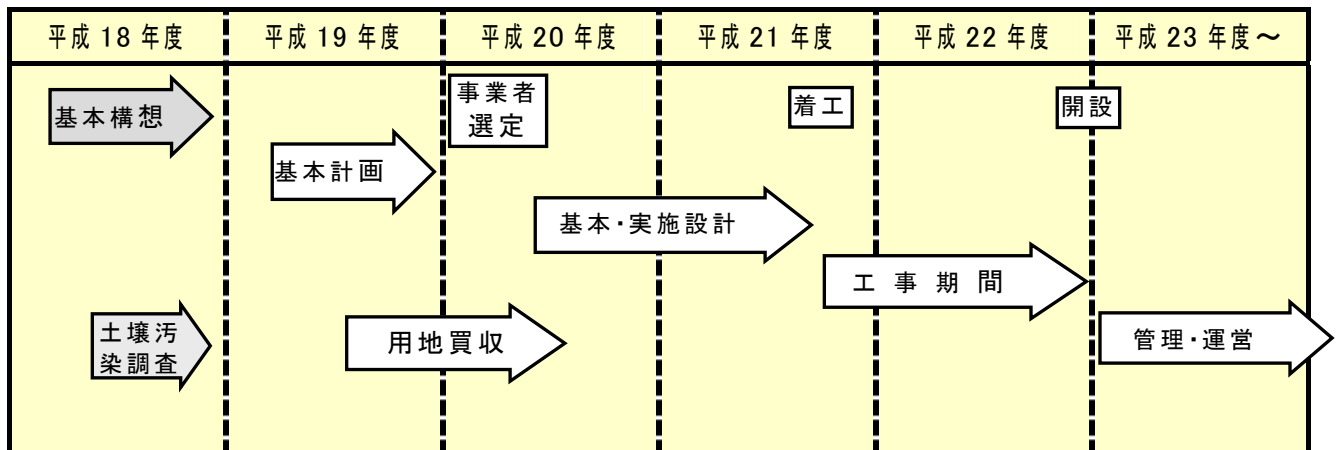 平成 18 年度
平成 19 年度
平成 20 年度
平成 21 年度
平成 22 年度
平成 23 年度～
基本構想
事業者
選定
着工
開設
基本計画
基本・実施設計
工事期間
土壌汚
染調査
用地買収
管理・運営